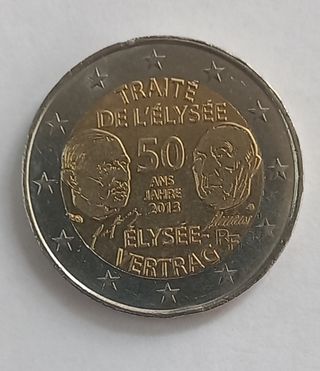 TRAITÉ
DE L'ÉLYSÉE
50
ANS
JAHRE
2013
ÉLYSÉE-
VERTRAG
RF